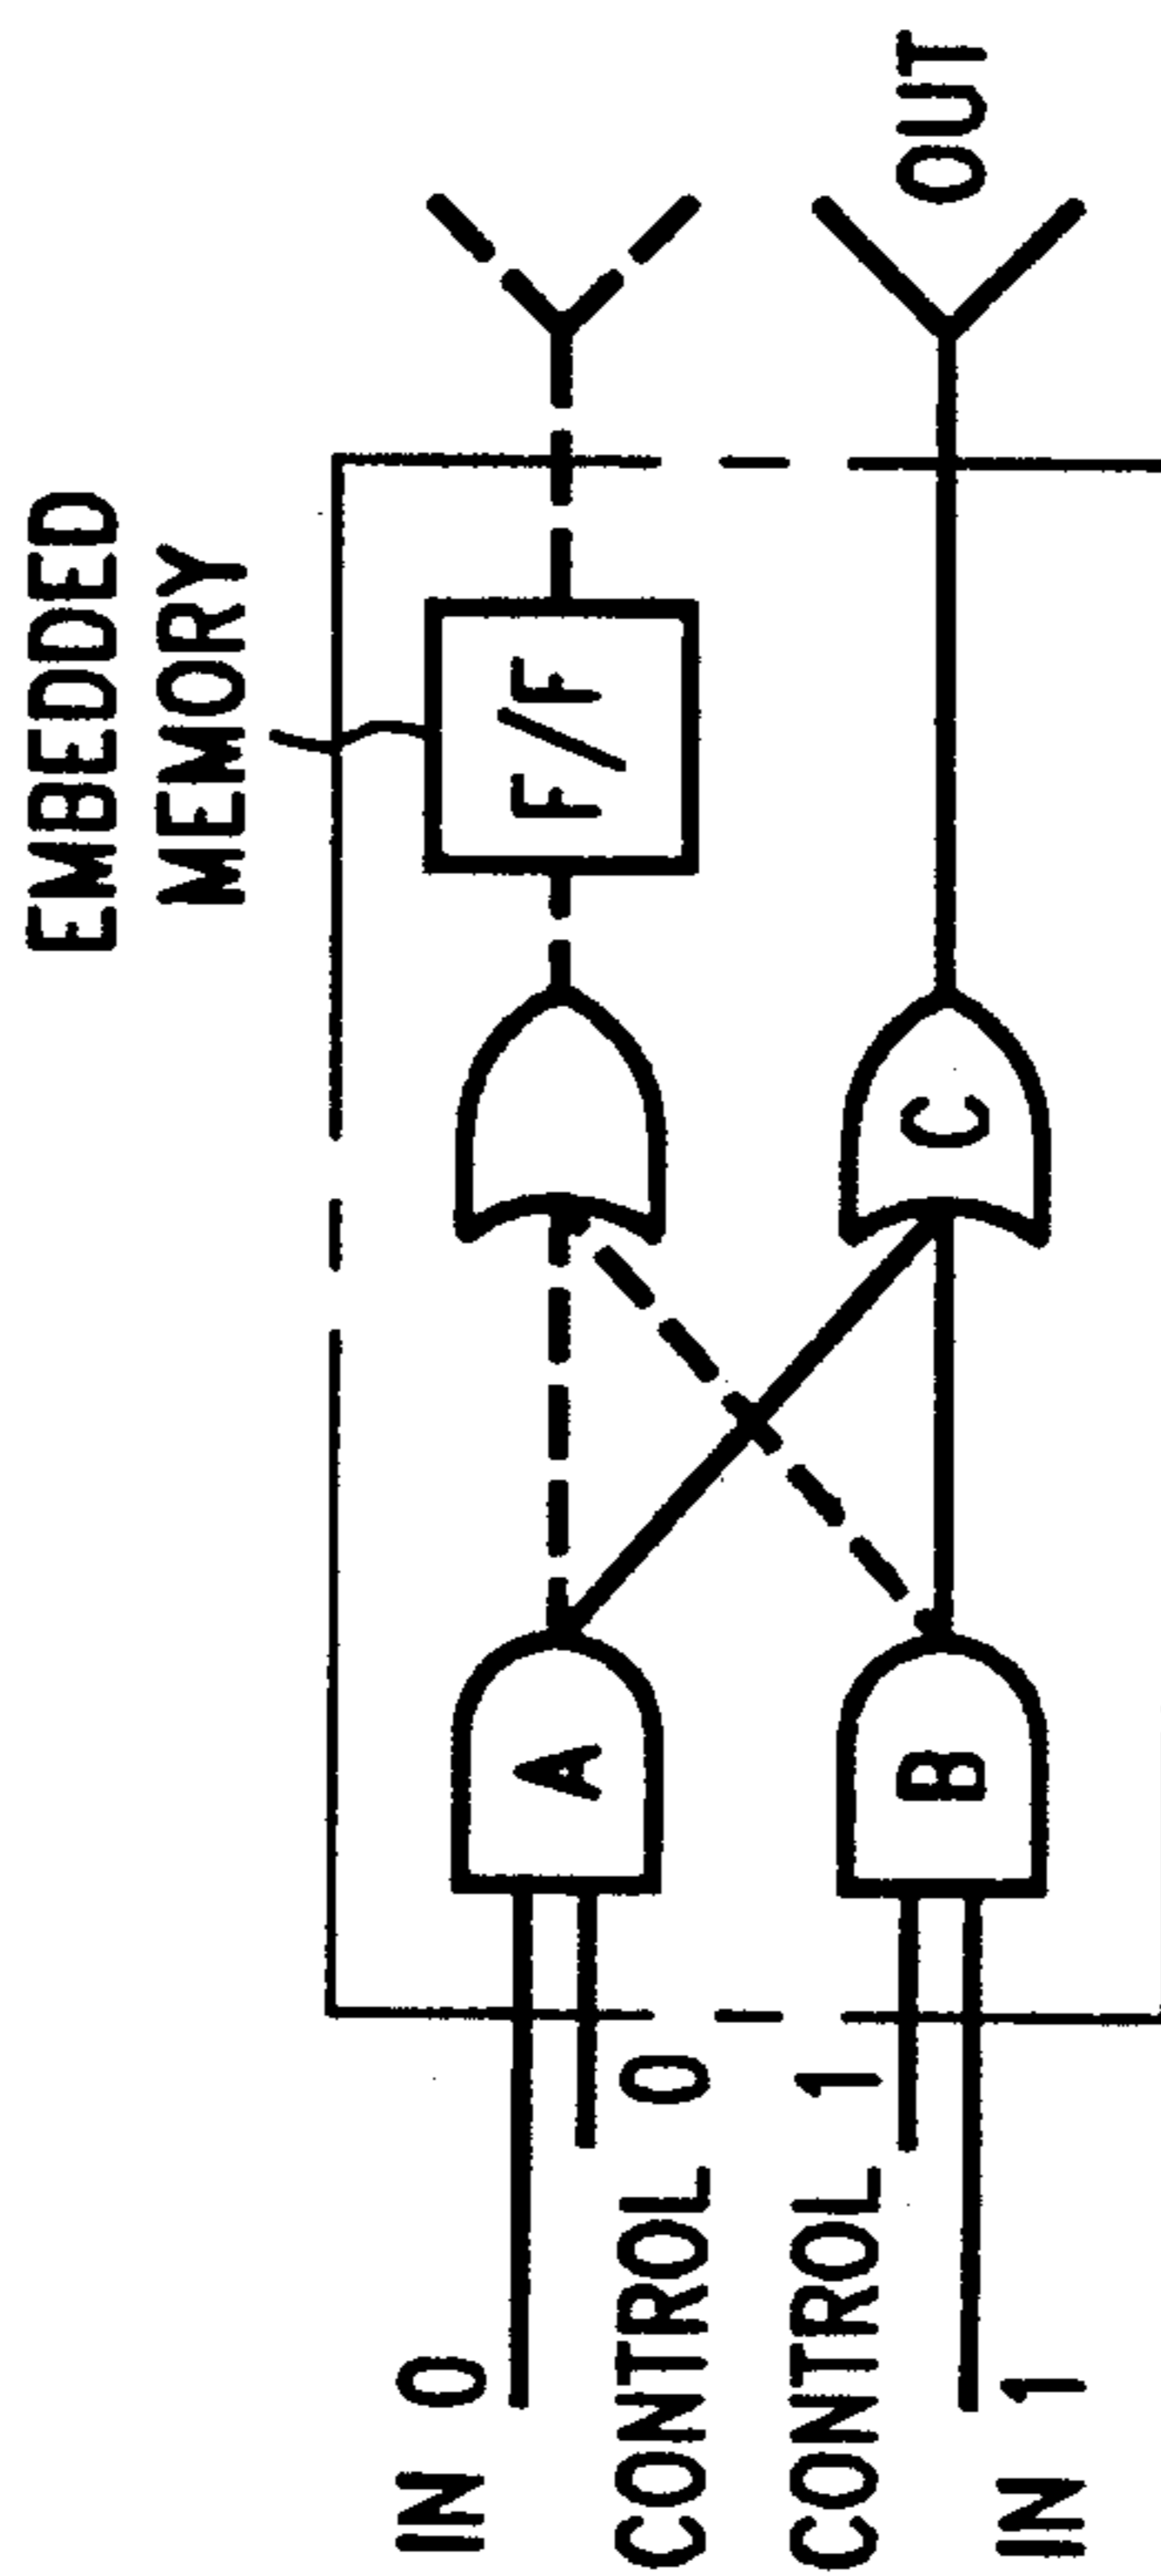 EMBEDDED
MEMORY
IN 0
A
F/F
CONTROL 0
CONTROL 1
B
C
OUT
IN 1